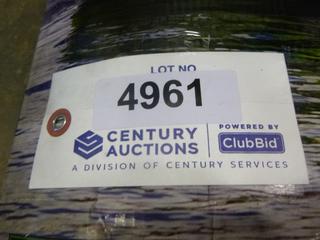 LOT NO
4961
CENTURY
AUCTIONS
POWERED BY
ClubBid
A DIVISION OF CENTURY SERVICES